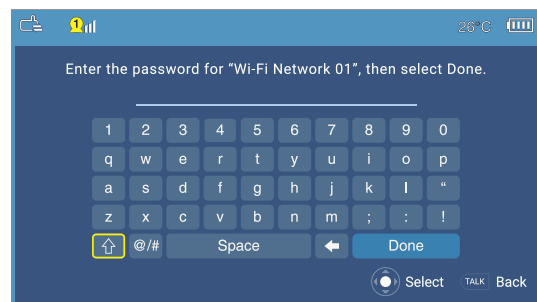 1 26°C
Enter the password for “Wi-Fi Network 01”, then select Done.
1 2 3 4 5 6 7 8 9 0
q w e r t y u i o p
a s d f g h j k l “
z x c v b n m ; : !
@/# Space Done
Select TALK Back